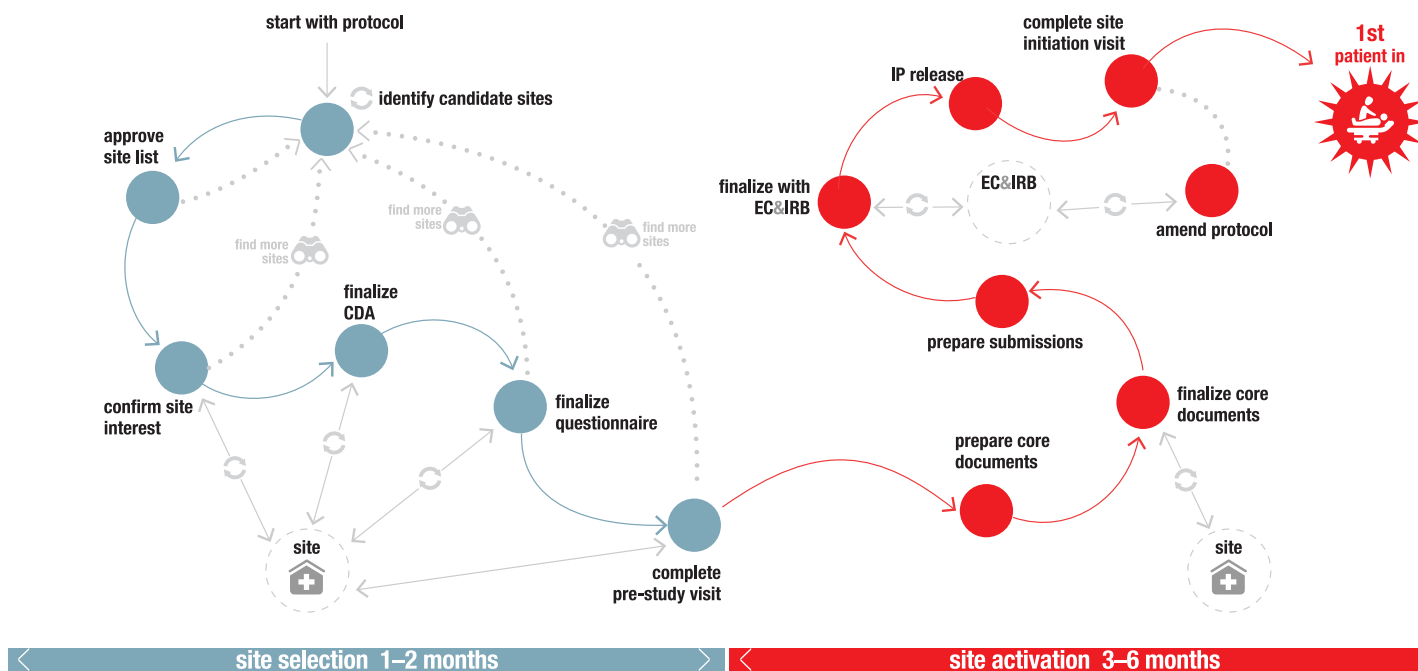 start with protocol
identify candidate sites
approve
site list
find more
sites
find more
sites
find more
sites
finalize
CDA
confirm site
interest
finalize
questionnaire
site
complete
pre-study visit
site selection 1–2 months
complete site
initiation visit
1st
patient in
IP release
finalize with
EC&IRB
EC&IRB
amend protocol
prepare submissions
finalize core
documents
prepare core
documents
site
site activation 3–6 months